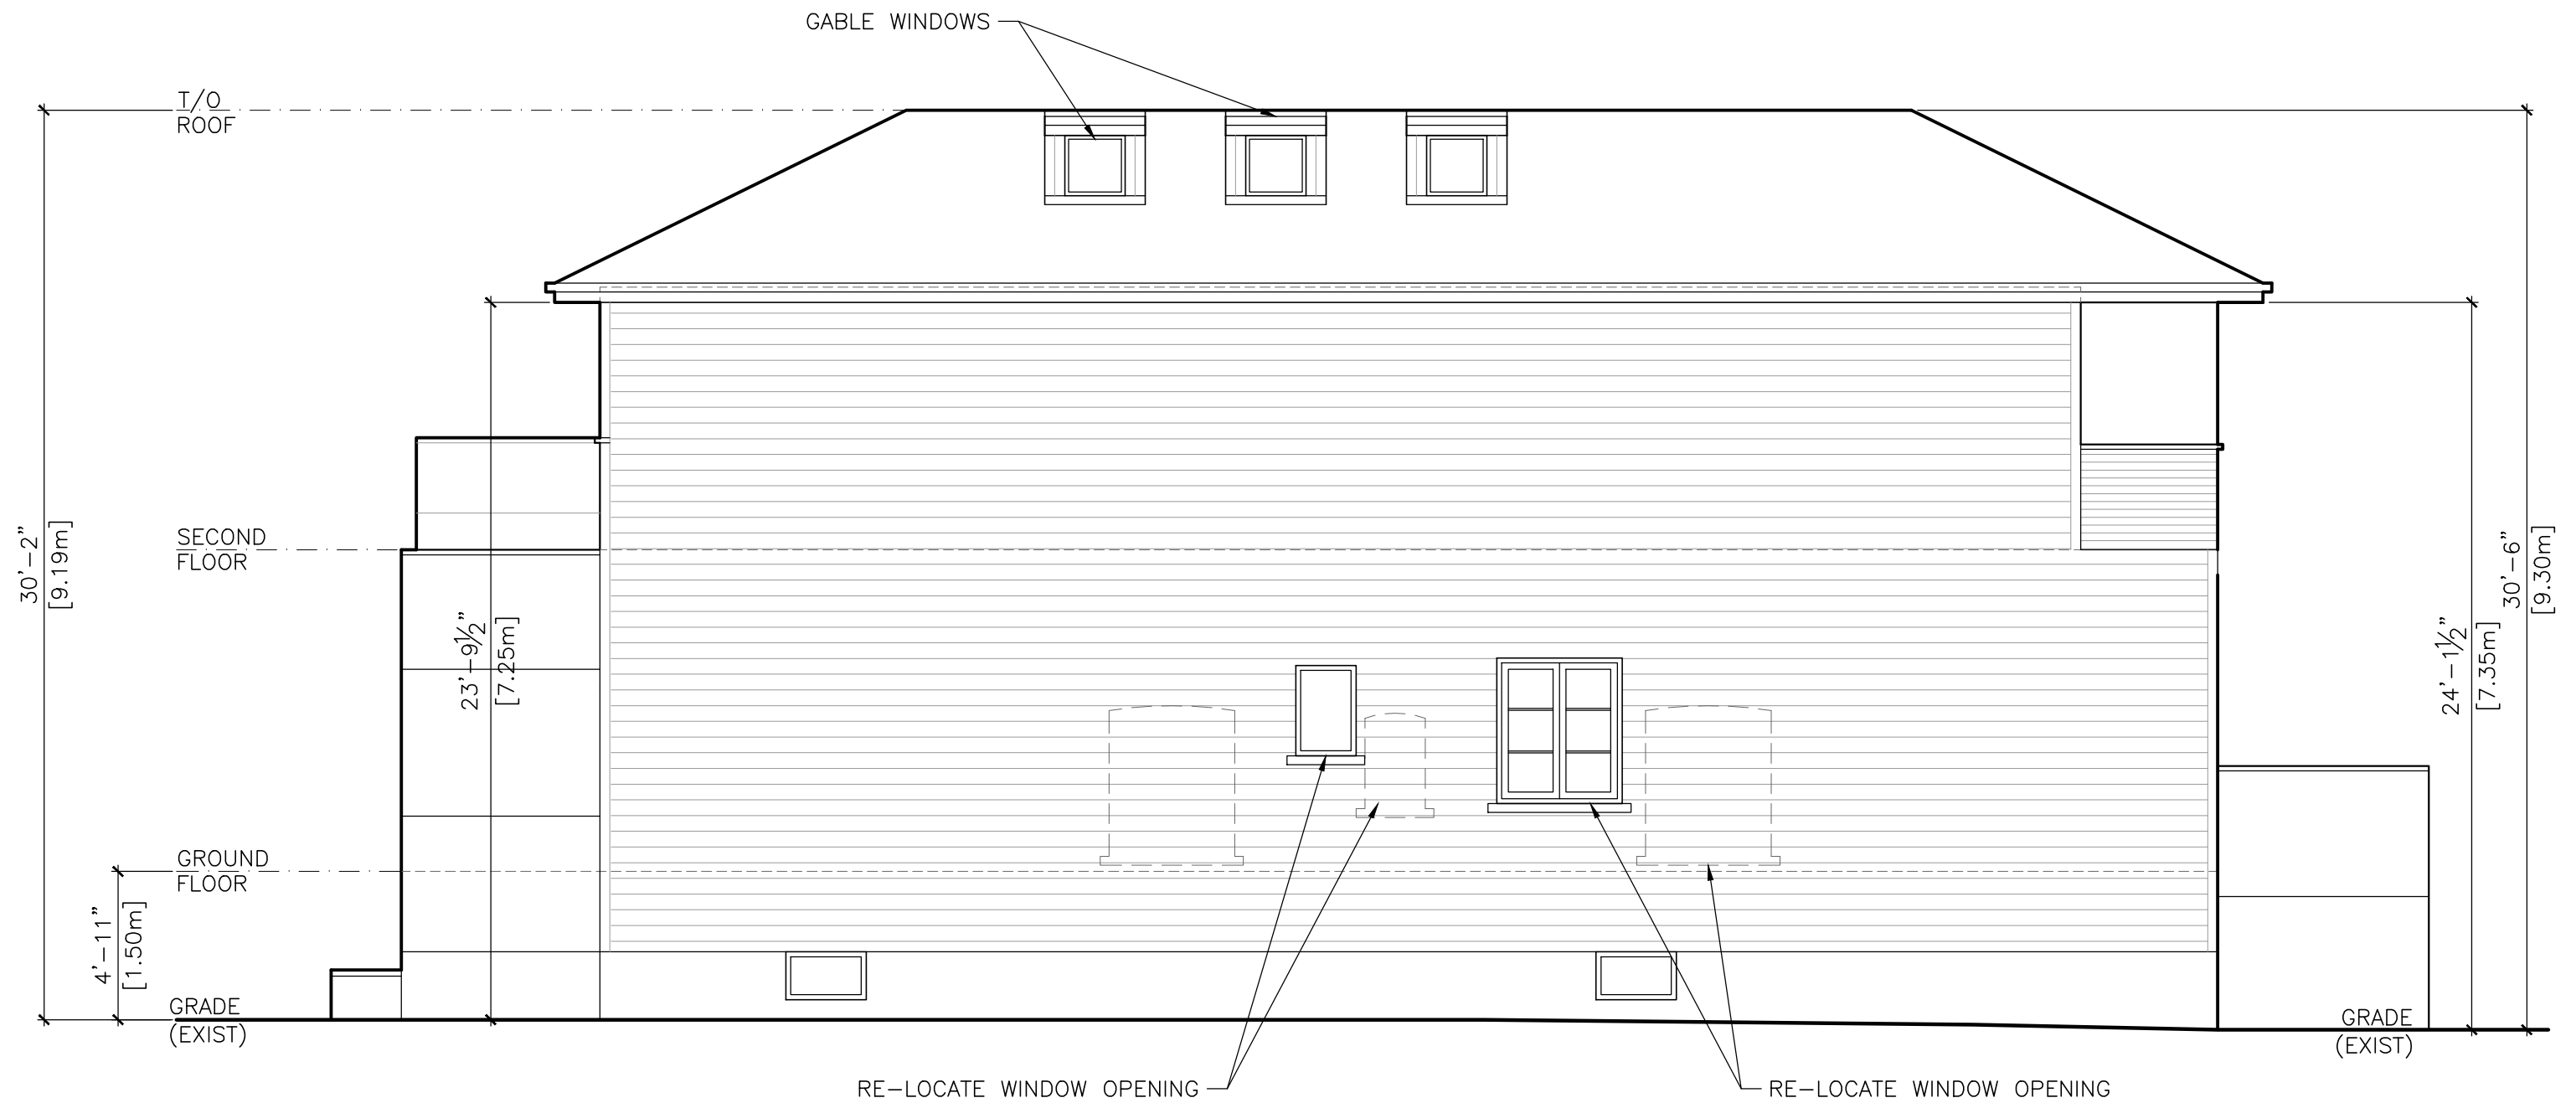 GABLE WINDOWS
T/O
ROOF
30'-2"
[9.19m]
SECOND
FLOOR
23'-9½"
[7.25m]
30'-6"
[9.30m]
24'-1½"
[7.35m]
GROUND
FLOOR
4'-11"
[1.50m]
GRADE
(EXIST)
GRADE
(EXIST)
RE-LOCATE WINDOW OPENING
RE-LOCATE WINDOW OPENING